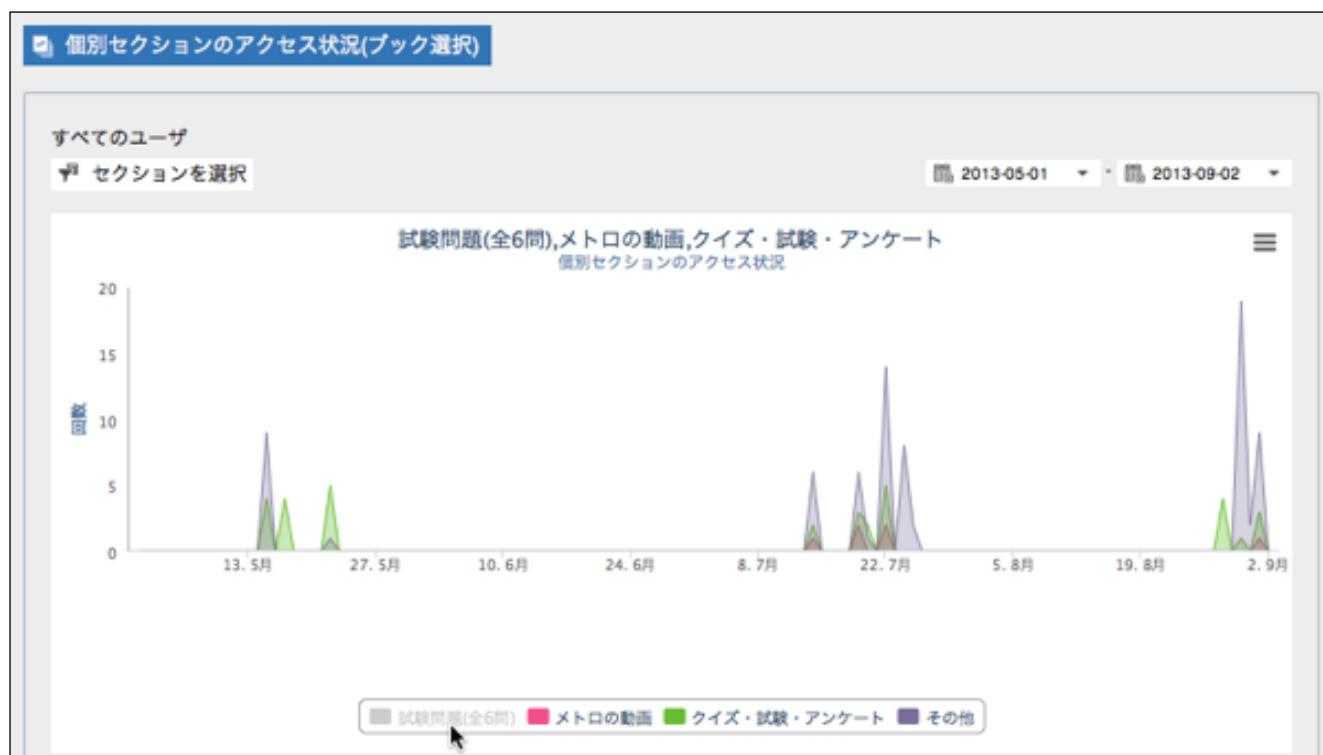 個別セクションのアクセス状況(ブック選択)
すべてのユーザ
セクションを選択
2013-05-01 - 2013-09-02
試験問題(全6問),メトロの動画,クイズ・試験・アンケート
個別セクションのアクセス状況
回数
20
15
10
5
0
13. 5月 27. 5月 10. 6月 24. 6月 8. 7月 22. 7月 5. 8月 19. 8月 2. 9月
試験問題(全6問) メトロの動画 クイズ・試験・アンケート その他